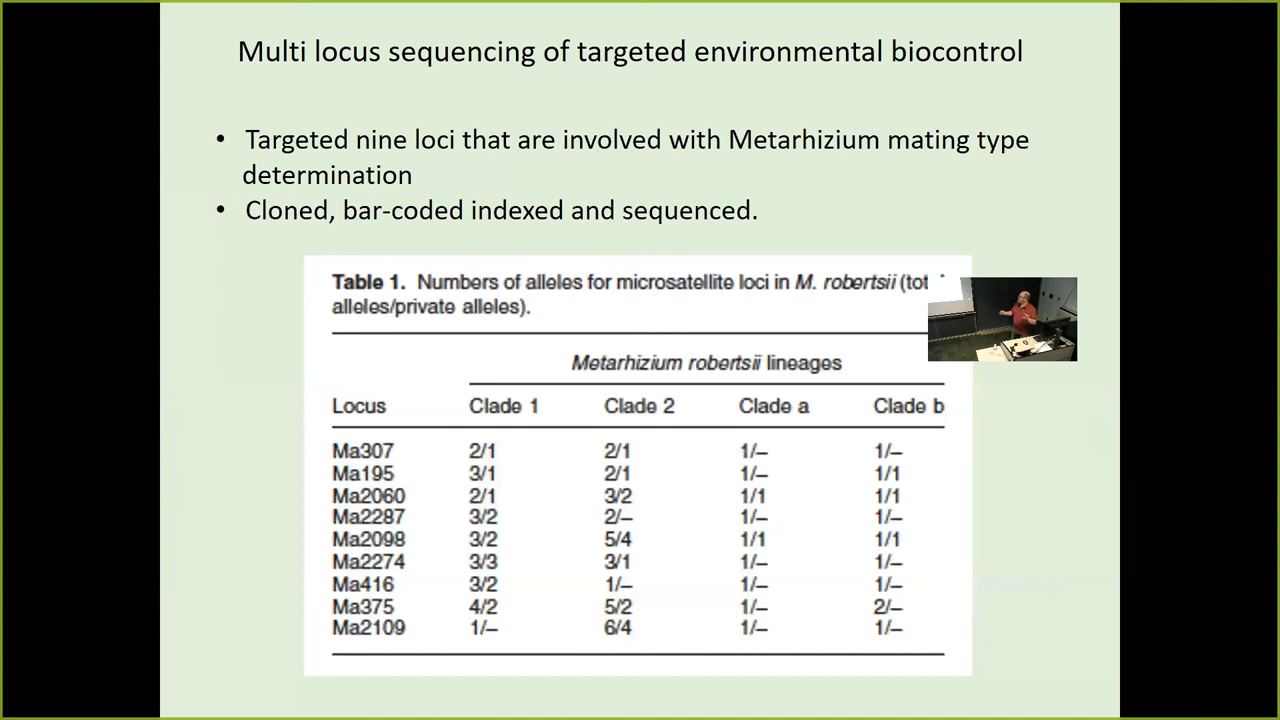 Multi locus sequencing of targeted environmental biocontrol
• Targeted nine loci that are involved with Metarhizium mating type
determination
• Cloned, bar-coded indexed and sequenced.
Table 1. Numbers of alleles for microsatellite loci in M. robertsii
alleles/private alleles).
Metarhizium robertsii lineages
Locus Clade 1 Clade 2 Clade a Clade b
Ma307 2/1 2/1 1/– 1/–
Ma195 3/1 2/1 1/– 1/1
Ma2060 2/1 3/2 1/1 1/1
Ma2287 3/2 2/– 1/– 1/–
Ma2098 3/2 5/4 1/1 1/1
Ma2274 3/3 3/1 1/– 1/–
Ma416 3/2 1/– 1/– 1/–
Ma375 4/2 5/2 1/– 2/–
Ma2109 1/– 6/4 1/– 1/–